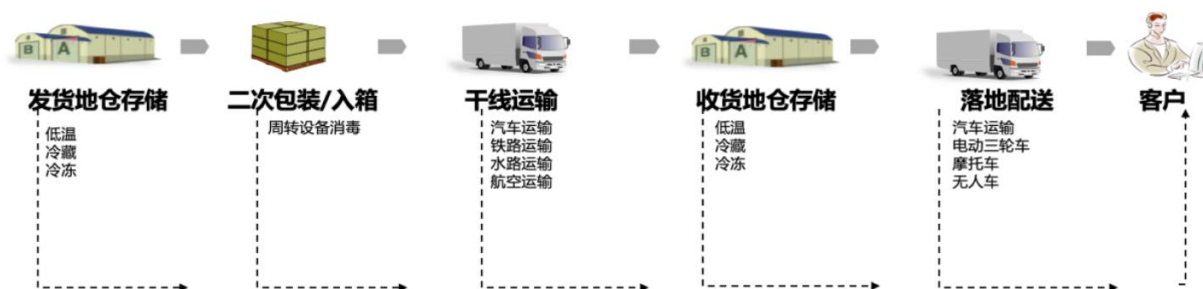 B A
B A
发货地仓存储
二次包装/入箱
干线运输
收货地仓存储
落地配送
客户
低温
冷藏
冷冻
周转设备消毒
汽车运输
铁路运输
水路运输
航空运输
低温
冷藏
冷冻
汽车运输
电动三轮车
摩托车
无人车